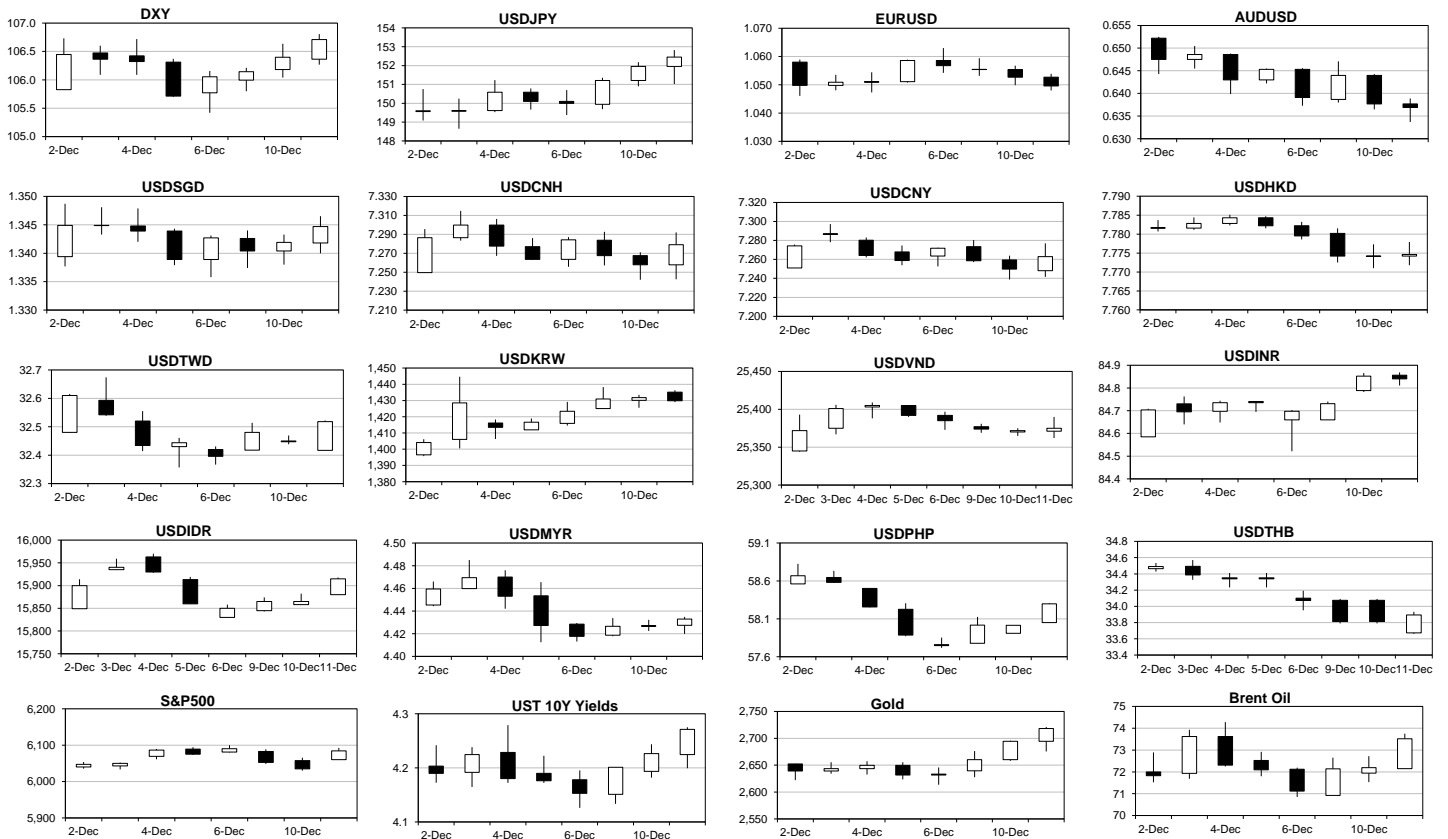 DXY
107.0
106.5
106.0
105.5
105.0
2-Dec 4-Dec 6-Dec 10-Dec
USDJPY
154
153
152
151
150
149
148
2-Dec 4-Dec 6-Dec 10-Dec
EURUSD
1.070
1.060
1.050
1.040
1.030
2-Dec 4-Dec 6-Dec 10-Dec
AUDUSD
0.655
0.650
0.645
0.640
0.635
0.630
2-Dec 4-Dec 6-Dec 10-Dec
USDSGD
1.350
1.345
1.340
1.335
1.330
2-Dec 4-Dec 6-Dec 10-Dec
USDCNH
7.330
7.310
7.290
7.270
7.250
7.230
7.210
2-Dec 4-Dec 6-Dec 10-Dec
USDCNY
7.320
7.300
7.280
7.260
7.240
7.220
7.200
2-Dec 4-Dec 6-Dec 10-Dec
USDHKD
7.790
7.785
7.780
7.775
7.770
7.765
7.760
2-Dec 4-Dec 6-Dec 10-Dec
USDTWD
32.7
32.6
32.5
32.4
32.3
2-Dec 4-Dec 6-Dec 10-Dec
USDKRW
1,450
1,440
1,430
1,420
1,410
1,400
1,390
1,380
2-Dec 4-Dec 6-Dec 10-Dec
USDVND
25,450
25,400
25,350
25,300
2-Dec 3-Dec 4-Dec 5-Dec 6-Dec 9-Dec 10-Dec 11-Dec
USDINR
84.9
84.8
84.7
84.6
84.5
84.4
2-Dec 4-Dec 6-Dec 10-Dec
USDIDR
16,000
15,950
15,900
15,850
15,800
15,750
2-Dec 3-Dec 4-Dec 5-Dec 6-Dec 9-Dec 10-Dec 11-Dec
USDMYR
4.50
4.48
4.46
4.44
4.42
4.40
2-Dec 4-Dec 6-Dec 10-Dec
USDPHP
59.1
58.6
58.1
57.6
2-Dec 4-Dec 6-Dec 10-Dec
USDTHB
34.8
34.6
34.4
34.2
34.0
33.8
33.6
33.4
2-Dec 3-Dec 4-Dec 5-Dec 6-Dec 9-Dec 10-Dec 11-Dec
S&P500
6,200
6,100
6,000
5,900
2-Dec 4-Dec 6-Dec 10-Dec
UST 10Y Yields
4.3
4.2
4.1
2-Dec 4-Dec 6-Dec 10-Dec
Gold
2,750
2,700
2,650
2,600
2,550
2-Dec 4-Dec 6-Dec 10-Dec
Brent Oil
75
74
73
72
71
70
2-Dec 4-Dec 6-Dec 10-Dec